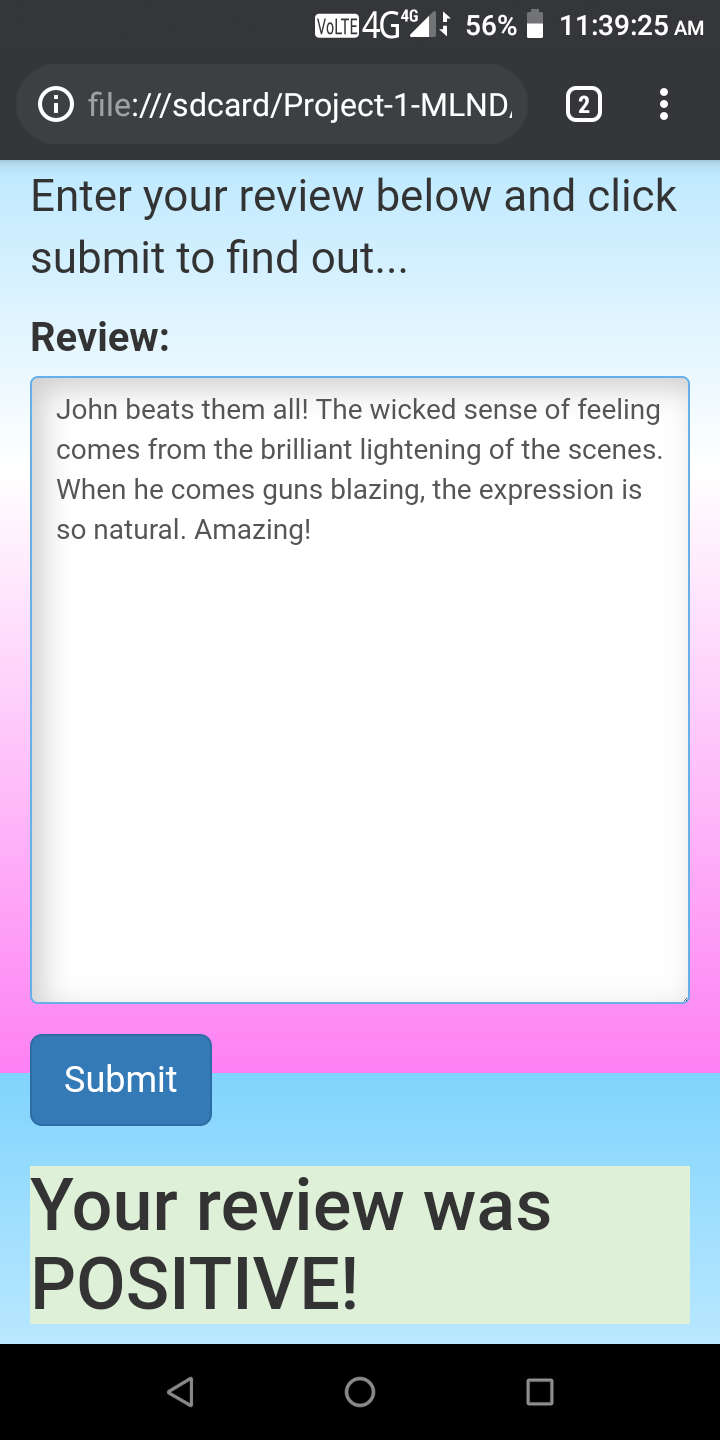 VoLTE 4G 4G 56% 11:39:25 AM
file:///sdcard/Project-1-MLND/ 2
Enter your review below and click
submit to find out...
Review:
John beats them all! The wicked sense of feeling
comes from the brilliant lightening of the scenes.
When he comes guns blazing, the expression is
so natural. Amazing!
Submit
Your review was
POSITIVE!